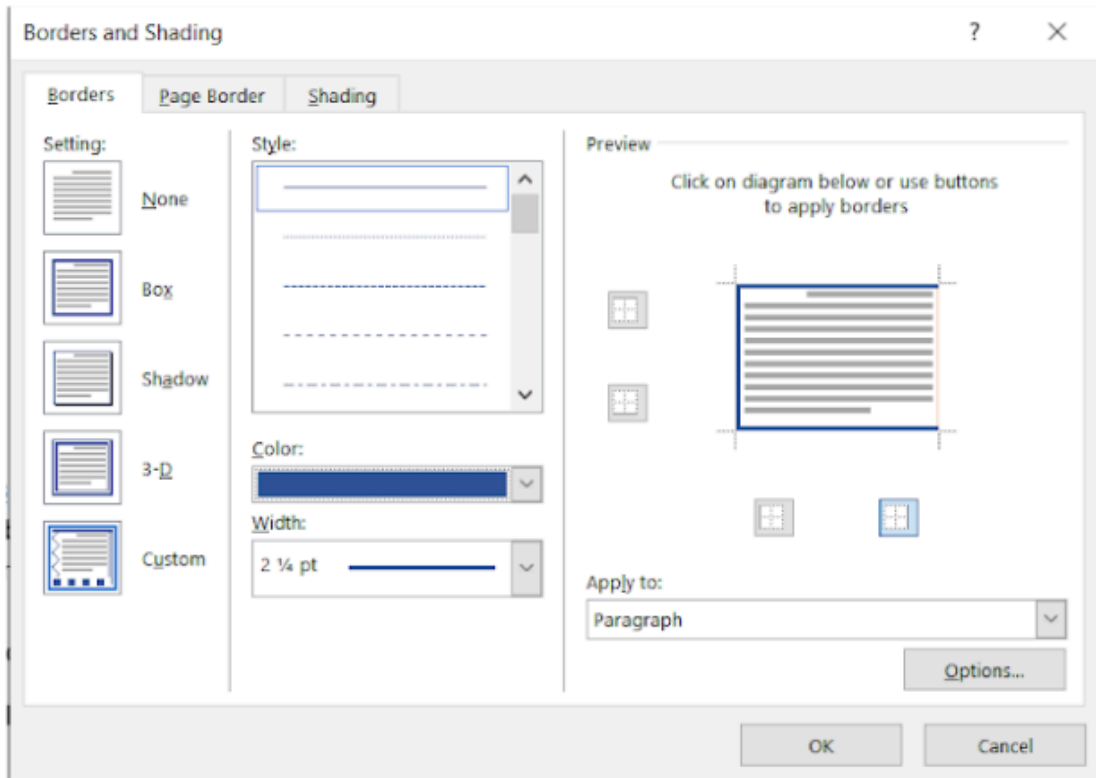 Borders and Shading
?
Borders
Page Border
Shading
Setting:
None
Box
Shadow
3-D
Custom
Style:
Color:
Width:
2 ¼ pt
Preview
Click on diagram below or use buttons
to apply borders
Apply to:
Paragraph
Options...
OK
Cancel